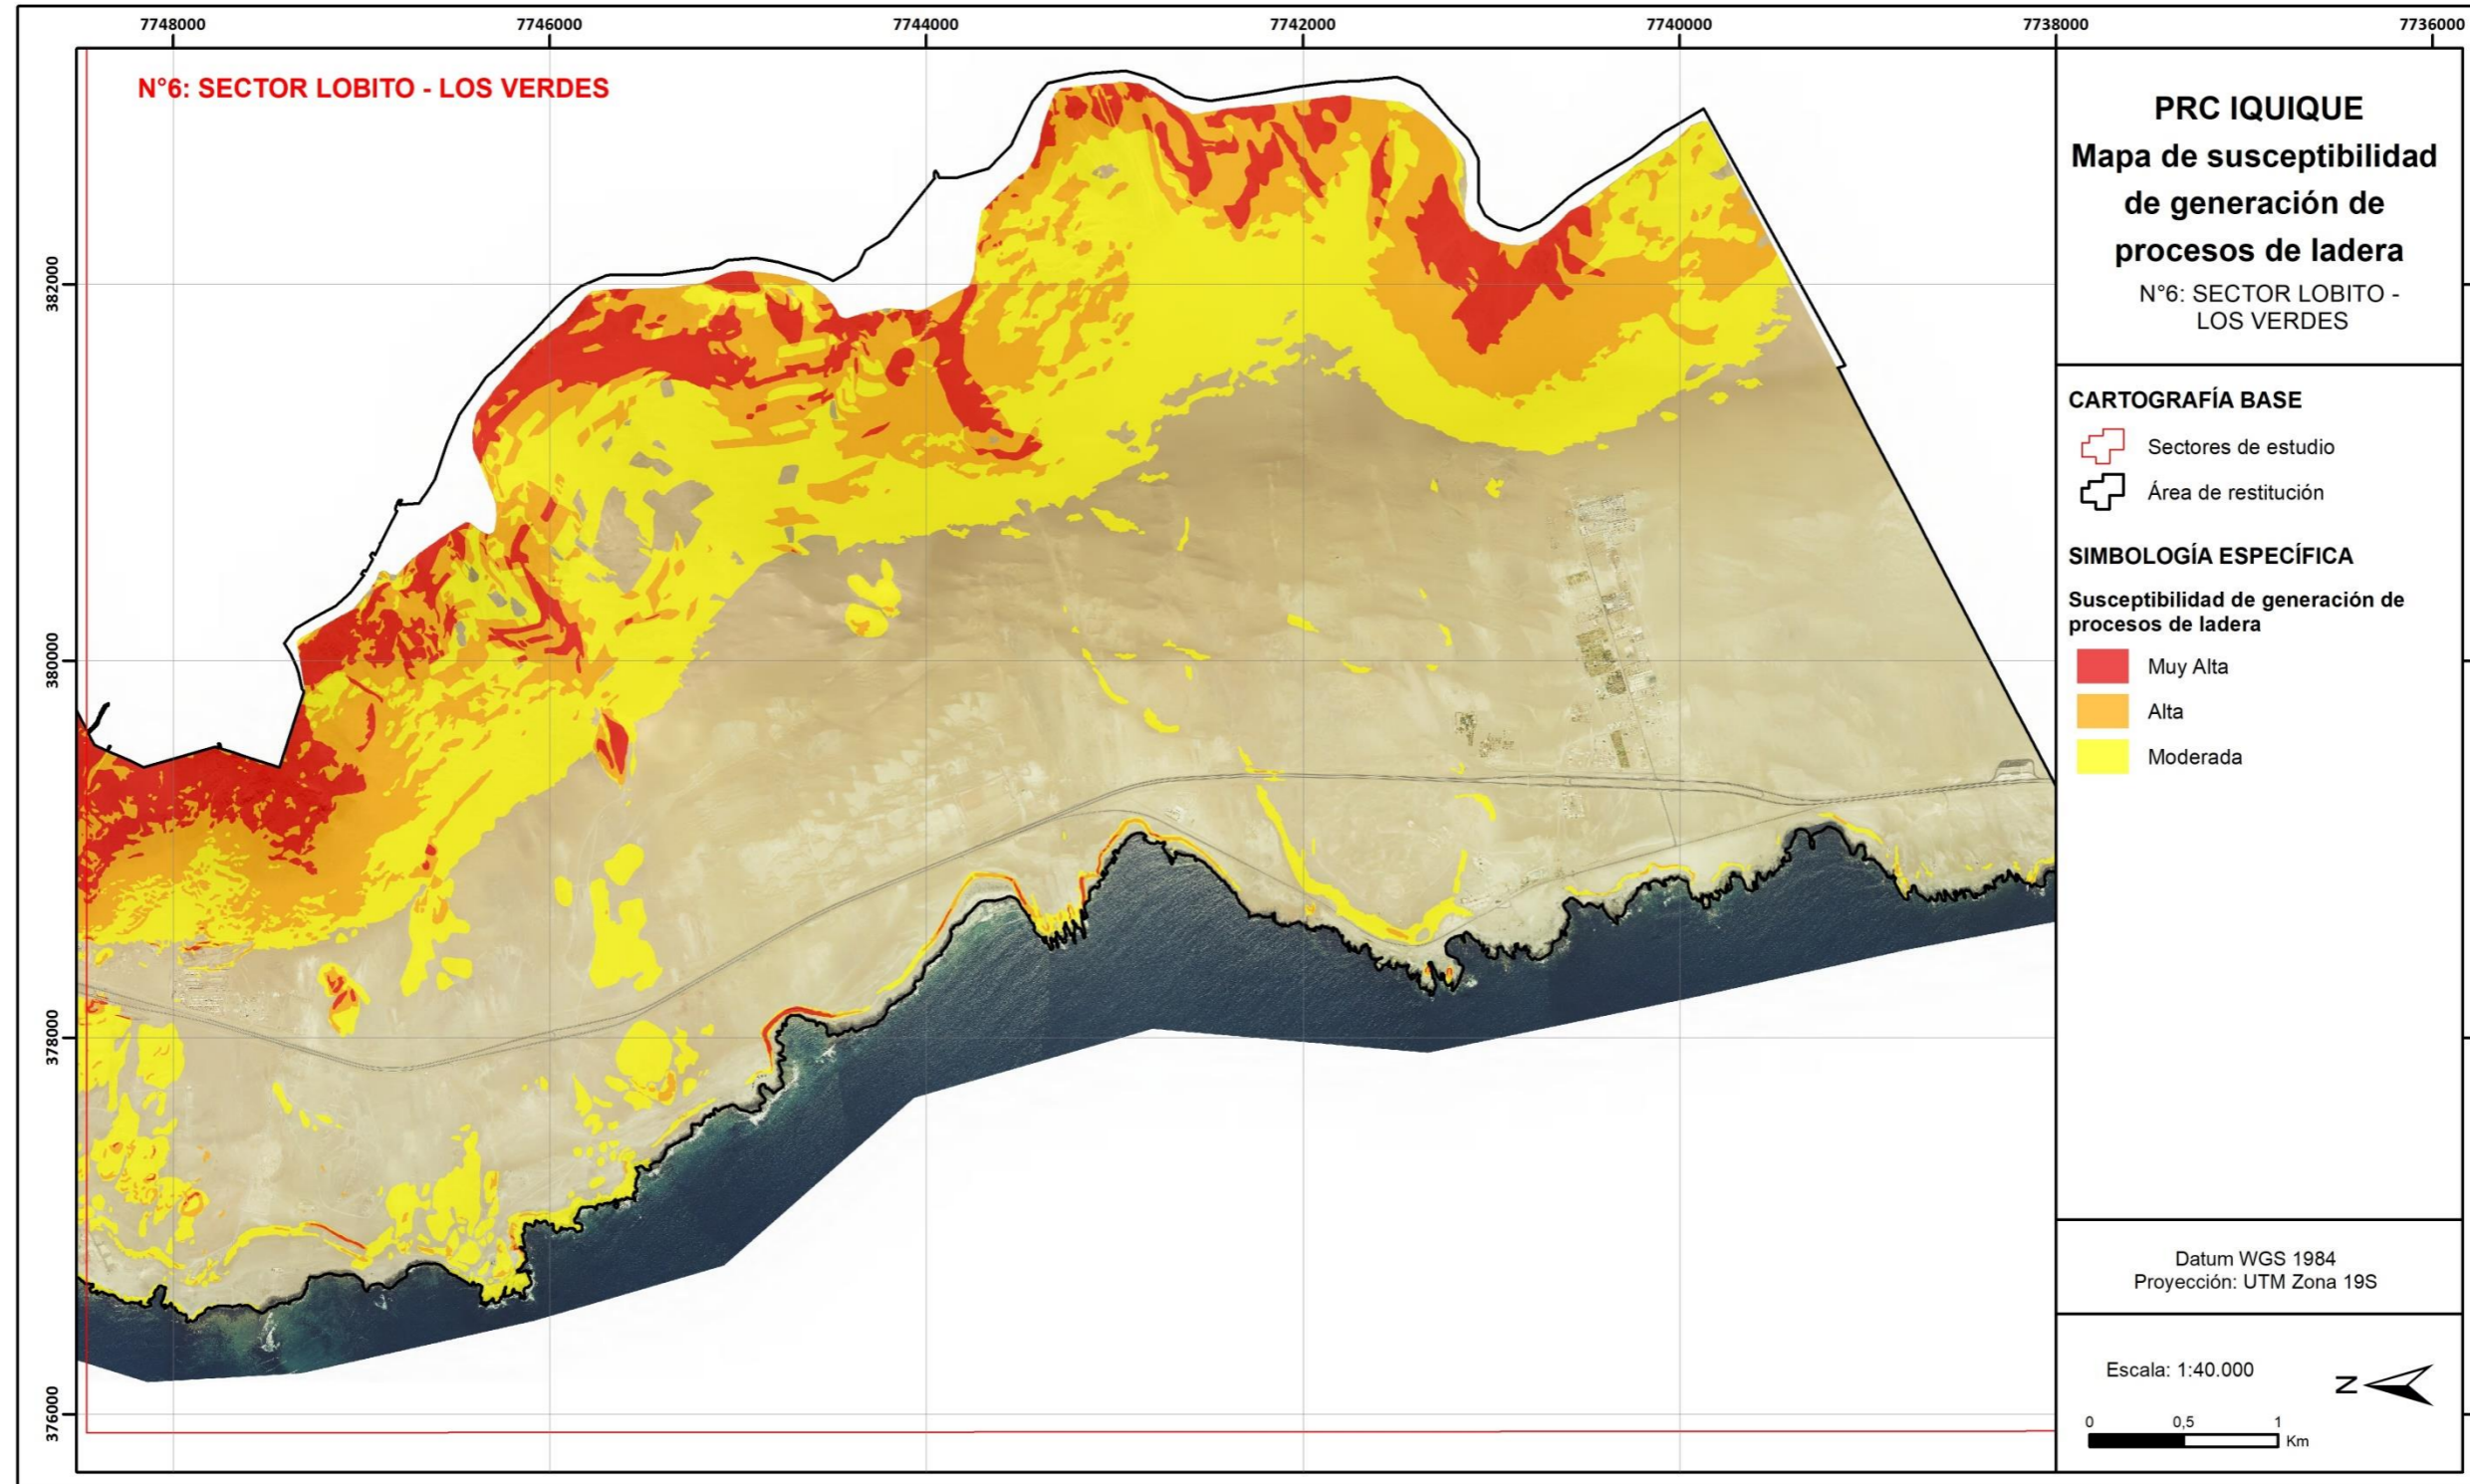 7748000 7746000 7744000 7742000 7740000 7738000 7736000
N°6: SECTOR LOBITO - LOS VERDES
382000
380000
378000
376000
PRC IQUIQUE
Mapa de susceptibilidad
de generación de
procesos de ladera
N°6: SECTOR LOBITO -
LOS VERDES
CARTOGRAFÍA BASE
Sectores de estudio
Área de restitución
SIMBOLOGÍA ESPECÍFICA
Susceptibilidad de generación de
procesos de ladera
Muy Alta
Alta
Moderada
Datum WGS 1984
Proyección: UTM Zona 19S
Escala: 1:40.000
N
0 0,5 1
Km